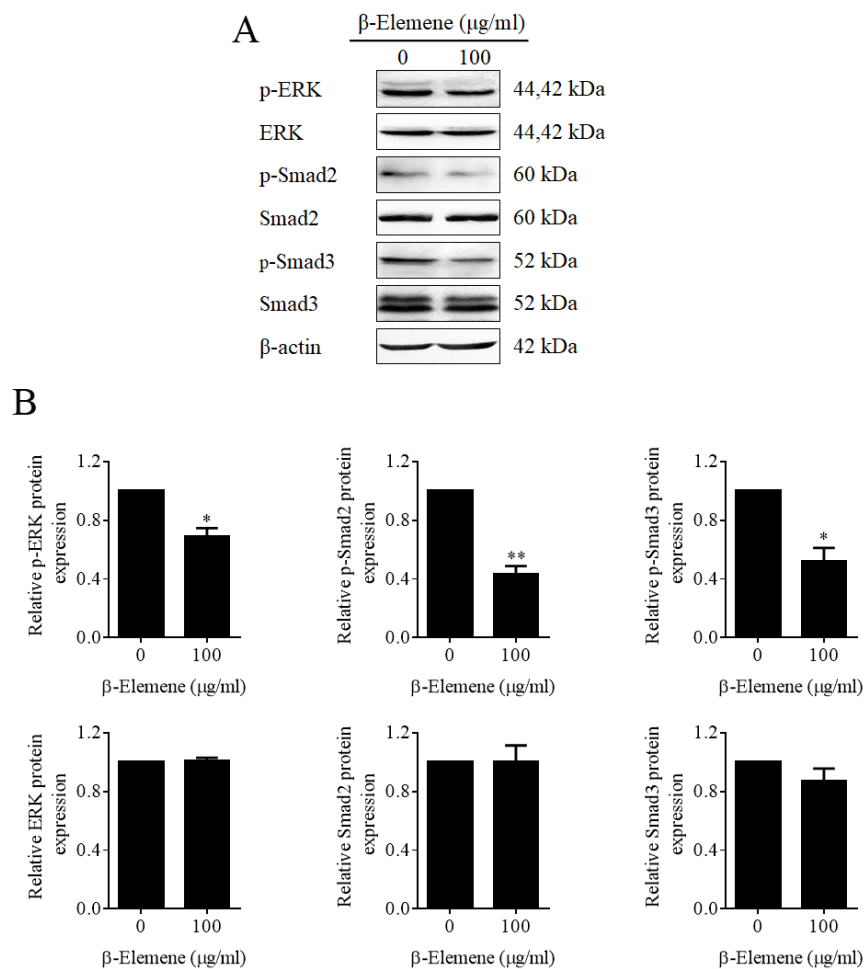 A
β-Elemene (μg/ml)
0 100
p-ERK 44,42 kDa
ERK 44,42 kDa
p-Smad2 60 kDa
Smad2 60 kDa
p-Smad3 52 kDa
Smad3 52 kDa
β-actin 42 kDa
B
Relative p-ERK protein
expression
1.2
0.8
0.4
0.0
*
0 100
β-Elemene (μg/ml)
Relative p-Smad2 protein
expression
1.2
0.8
0.4
0.0
**
0 100
β-Elemene (μg/ml)
Relative p-Smad3 protein
expression
1.2
0.8
0.4
0.0
*
0 100
β-Elemene (μg/ml)
Relative ERK protein
expression
1.2
0.8
0.4
0.0
0 100
β-Elemene (μg/ml)
Relative Smad2 protein
expression
1.2
0.8
0.4
0.0
0 100
β-Elemene (μg/ml)
Relative Smad3 protein
expression
1.2
0.8
0.4
0.0
0 100
β-Elemene (μg/ml)